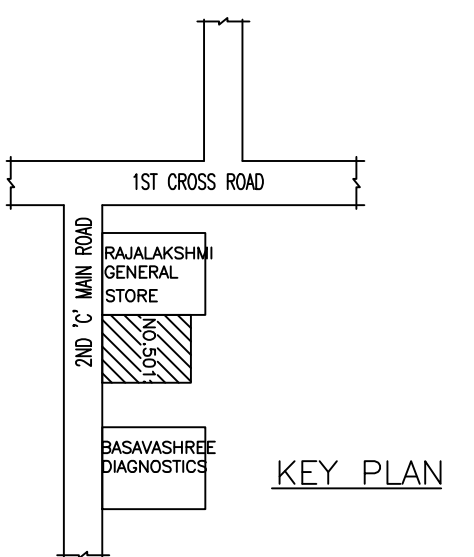 1ST CROSS ROAD
2ND 'C' MAIN ROAD
RAJALAKSHMI
GENERAL
STORE
NO.501
BASAVASHREE
DIAGNOSTICS
KEY PLAN